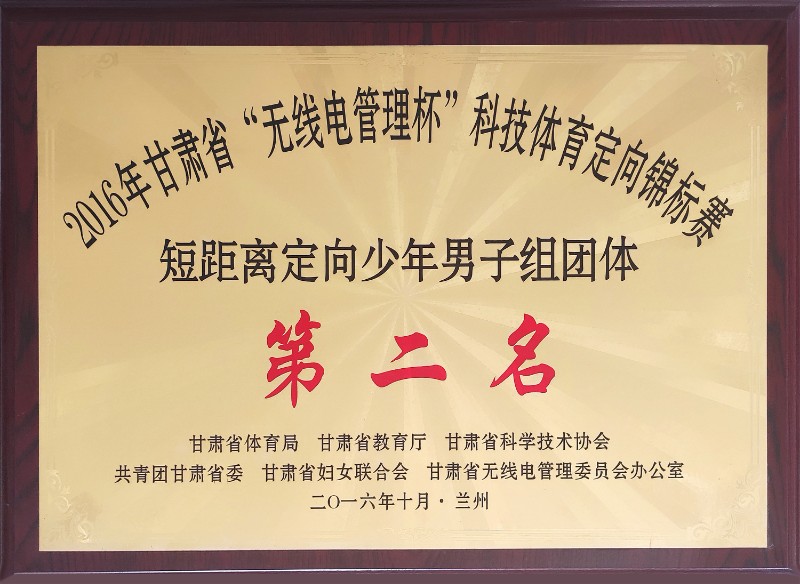 2016年甘肃省“无线电管理杯”科技体育定向锦标赛
短距离定向少年男子组团体
第二名
甘肃省体育局 甘肃省教育厅 甘肃省科学技术协会
共青团甘肃省委 甘肃省妇女联合会 甘肃省无线电管理委员会办公室
二〇一六年十月·兰州